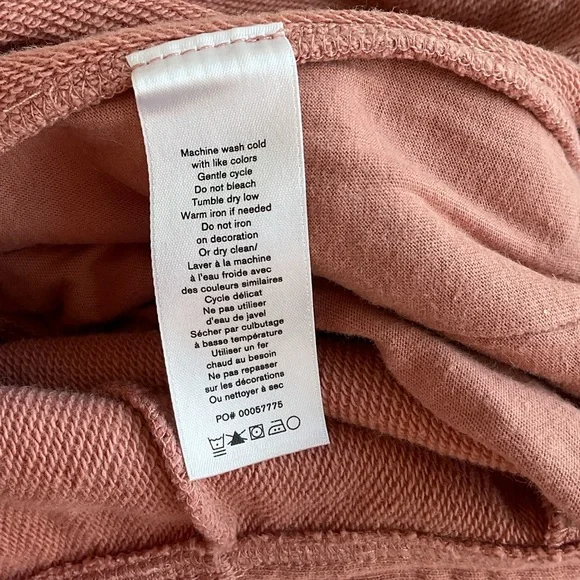 Machine wash cold
with like colors
Gentle cycle
Do not bleach
Tumble dry low
Warm iron if needed
Do not iron
on decoration
Or dry clean/
Laver à la machine
à l'eau froide avec
des couleurs similaires
Cycle délicat
Ne pas utiliser
d'eau de javel
Sécher par culbutage
à basse température
Utiliser un fer
chaud au besoin
Ne pas repasser
sur les décorations
Ou nettoyer à sec
PO# 00057775